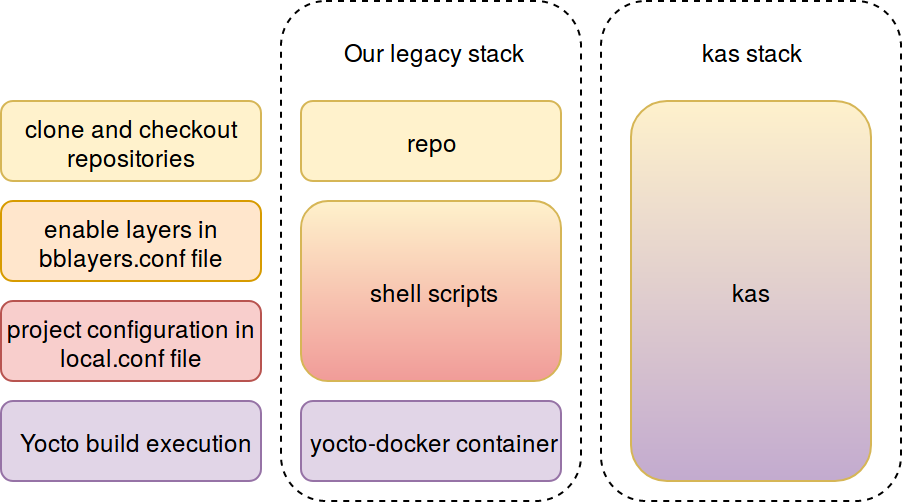 Our legacy stack
kas stack
clone and checkout
repositories
repo
enable layers in
bblayers.conf file
shell scripts
kas
project configuration in
local.conf file
Yocto build execution
yocto-docker container